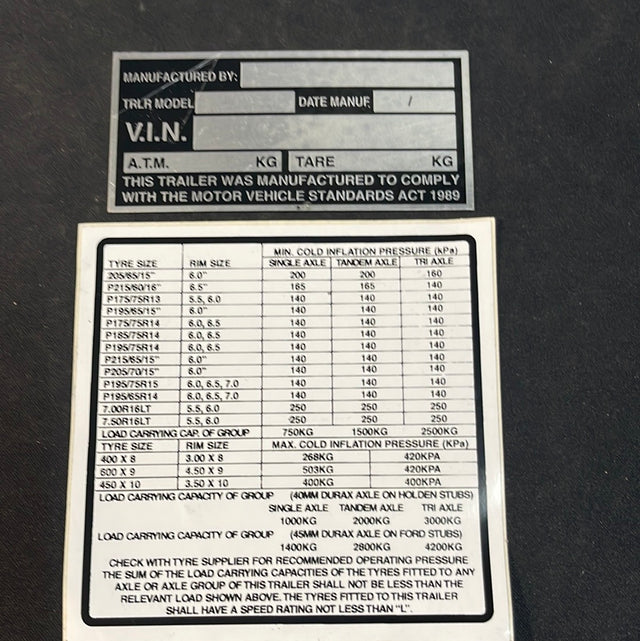 MANUFACTURED BY:
TRLR MODEL DATE MANUF. /
V.I.N.
A.T.M. KG TARE KG
THIS TRAILER WAS MANUFACTURED TO COMPLY
WITH THE MOTOR VEHICLE STANDARDS ACT 1989
MIN. COLD INFLATION PRESSURE (kPa)
TYRE SIZE RIM SIZE SINGLE AXLE TANDEM AXLE TRI AXLE
205/65/15" 6.0" 200 200 160
P215/60/16" 6.5" 165 165 140
P175/75R13 5.5, 6.0 140 140 140
P195/65/15" 6.0" 140 140 140
P175/75R14 6.0, 6.5 140 140 140
P185/75R14 6.0, 6.5 140 140 140
P195/75R14 6.0, 6.5 140 140 140
P215/65/15" 6.0" 140 140 140
P205/70/15" 6.0" 140 140 140
P195/75R15 6.0, 6.5, 7.0 140 140 140
P195/65R14 6.0, 6.5, 7.0 140 140 140
7.00R16LT 5.5, 6.0 250 250 250
7.50R16LT 5.5, 6.0 250 250 250
LOAD CARRYING CAP. OF GROUP 750KG 1500KG 2500KG
TYRE SIZE RIM SIZE MAX. COLD INFLATION PRESSURE (KPa)
400 X 8 3.00 X 8 268KG 420KPA
600 X 9 4.50 X 9 503KG 420KPA
450 X 10 3.50 X 10 400KG 400KPA
LOAD CARRYING CAPACITY OF GROUP (40MM DURAX AXLE ON HOLDEN STUBS)
SINGLE AXLE TANDEM AXLE TRI AXLE
1000KG 2000KG 3000KG
LOAD CARRYING CAPACITY OF GROUP (45MM DURAX AXLE ON FORD STUBS)
1400KG 2800KG 4200KG
CHECK WITH TYRE SUPPLIER FOR RECOMMENDED OPERATING PRESSURE
THE SUM OF THE LOAD CARRYING CAPACITIES OF THE TYRES FITTED TO ANY
AXLE OR AXLE GROUP OF THIS TRAILER SHALL NOT BE LESS THAN THE
RELEVANT LOAD SHOWN ABOVE. THE TYRES FITTED TO THIS TRAILER
SHALL HAVE A SPEED RATING NOT LESS THAN "L".